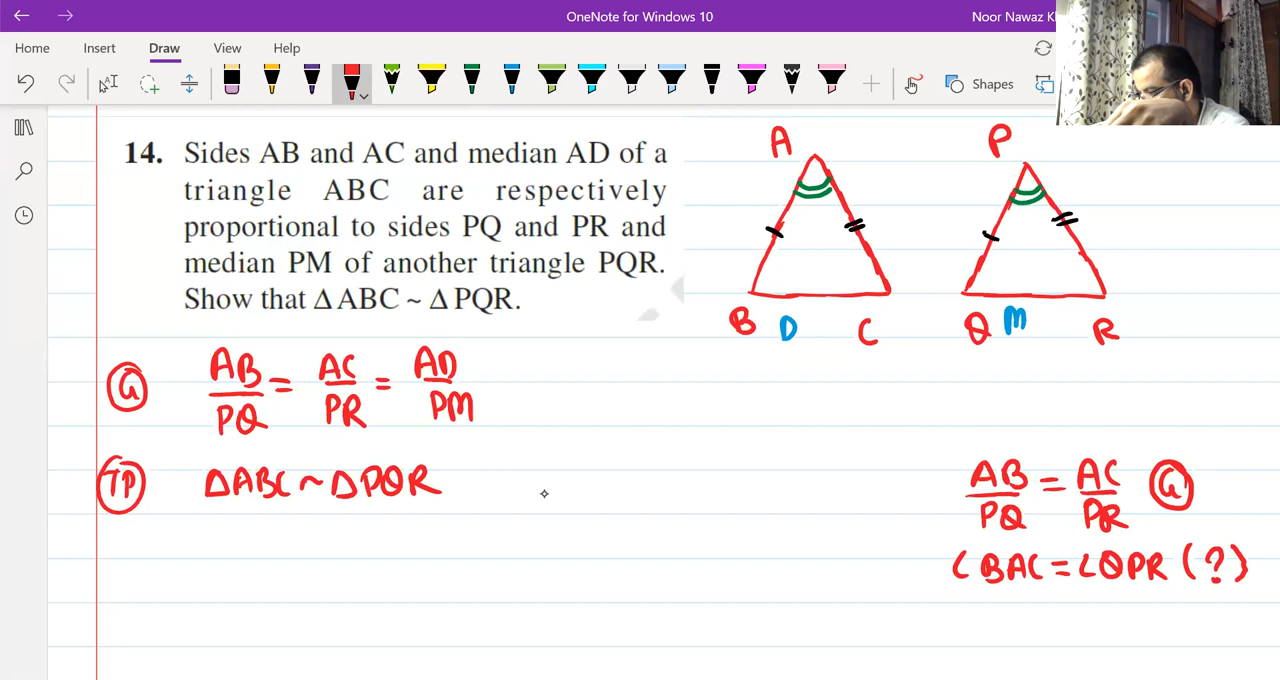 OneNote for Windows 10
Noor Nawaz
Home Insert Draw View Help
Shapes
14. Sides AB and AC and median AD of a
triangle ABC are respectively
proportional to sides PQ and PR and
median PM of another triangle PQR.
Show that Δ ABC ~ Δ PQR.
A
P
B D C
Q M R
G AB/PQ = AC/PR = AD/PM
TP ΔABC ~ ΔPQR
AB/PQ = AC/PR G
∠BAC = ∠QPR (?)